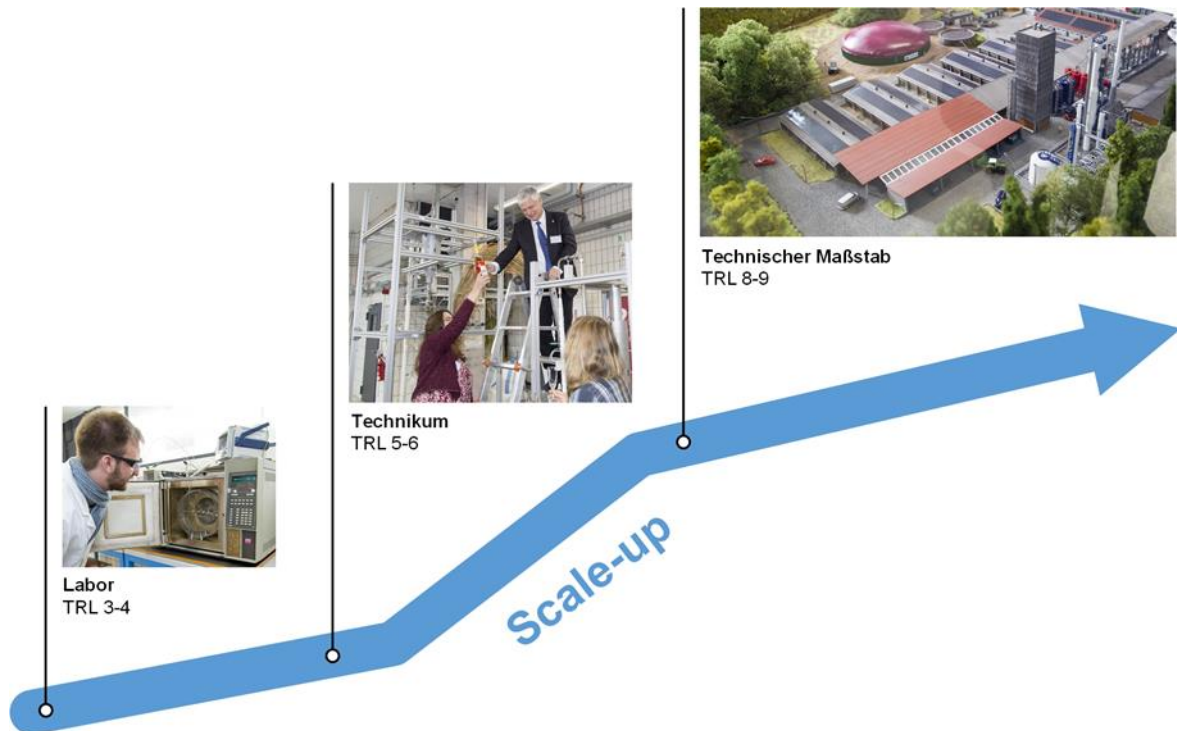 Technischer Maßstab
TRL 8-9
Technikum
TRL 5-6
Labor
TRL 3-4
Scale-up